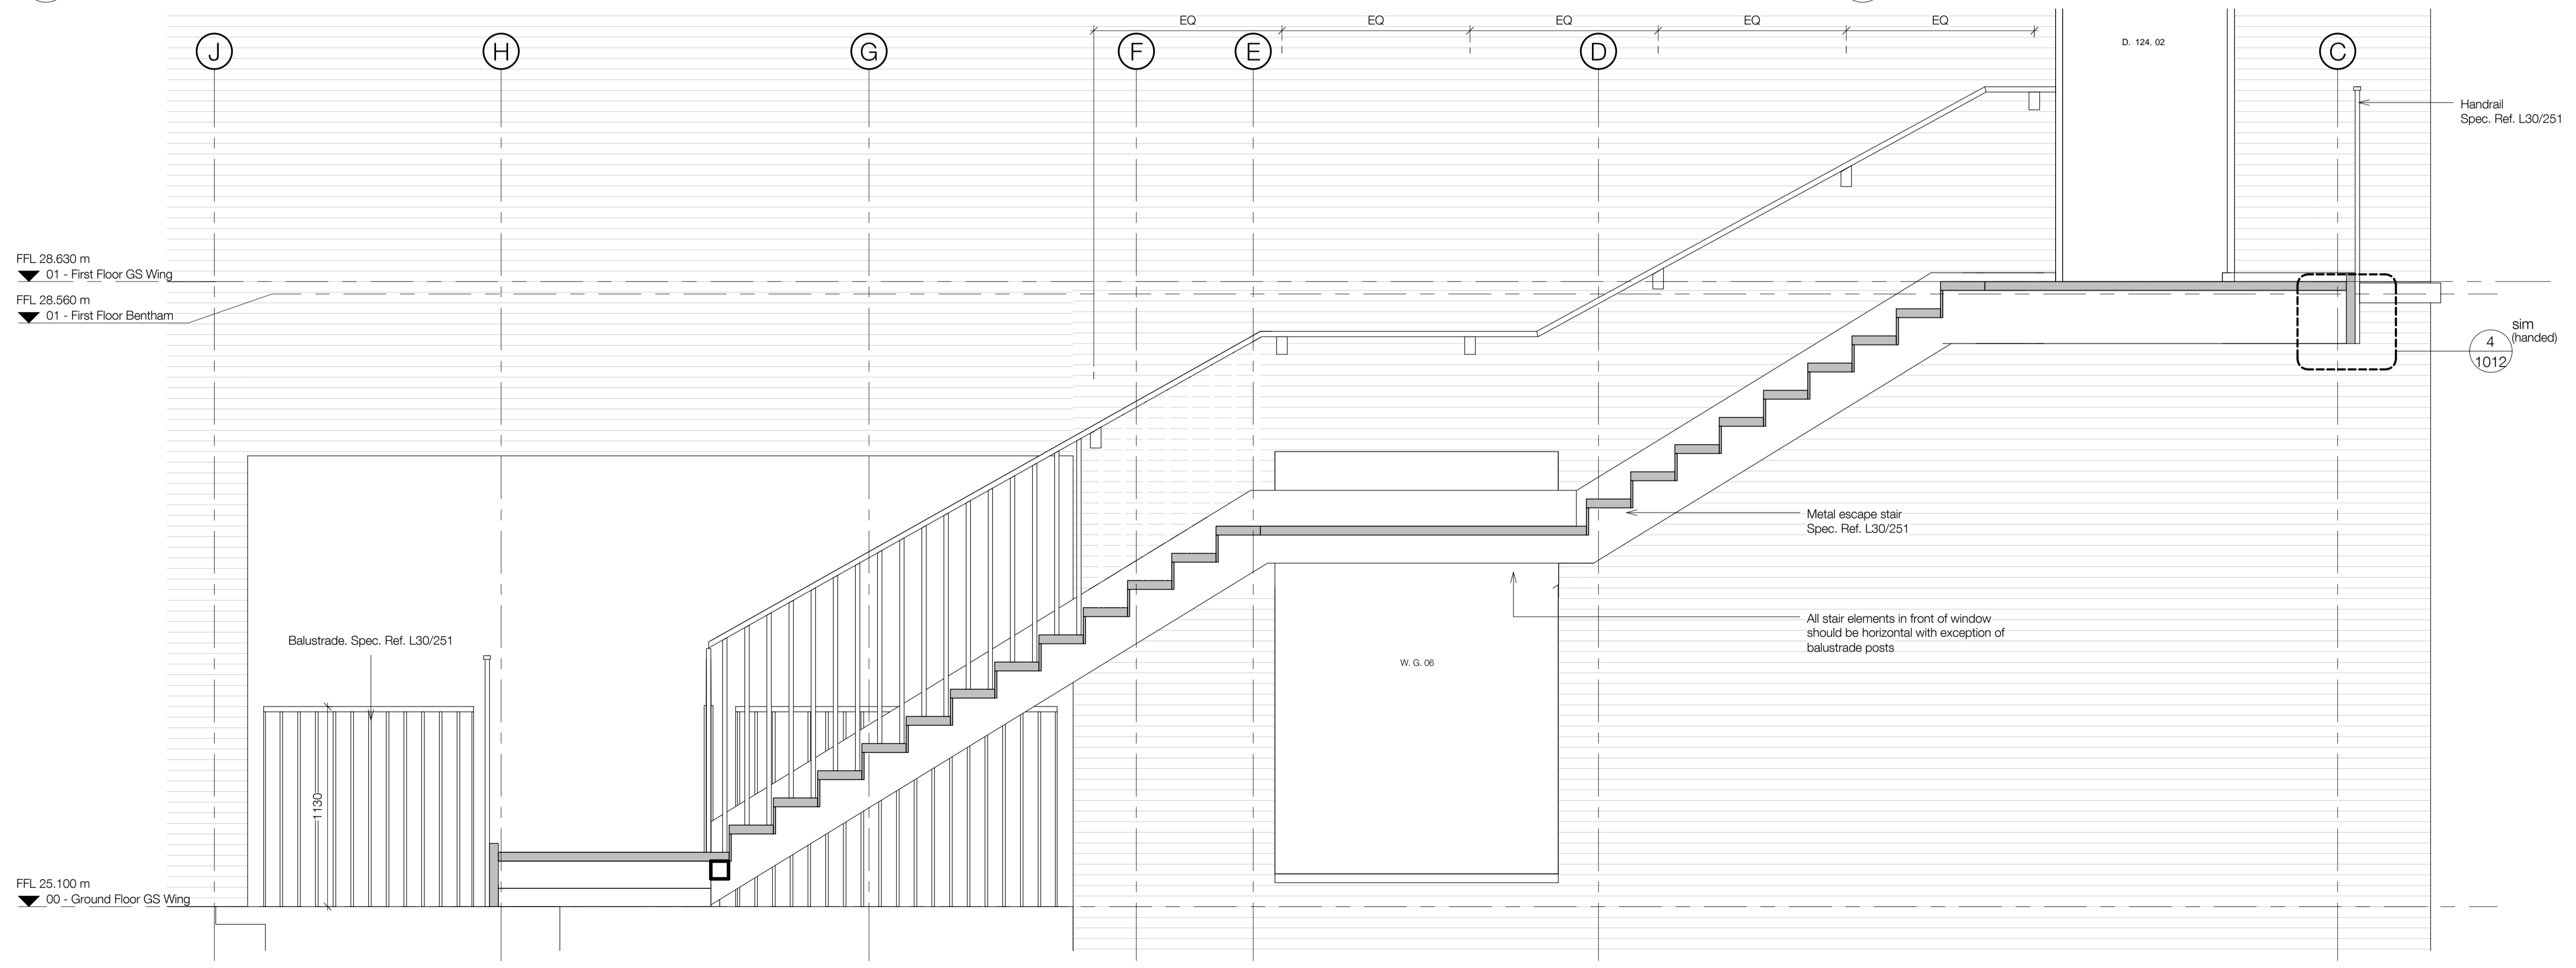 EQ
EQ
EQ
EQ
EQ
J
H
G
F
E
D
C
D. 124. 02
Handrail
Spec. Ref. L30/251
FFL 28.630 m
01 - First Floor GS Wing
FFL 28.560 m
01 - First Floor Bentham
sim
(handed)
4
1012
Metal escape stair
Spec. Ref. L30/251
All stair elements in front of window
should be horizontal with exception of
balustrade posts
Balustrade. Spec. Ref. L30/251
W. G. 06
1130
FFL 25.100 m
00 - Ground Floor GS Wing